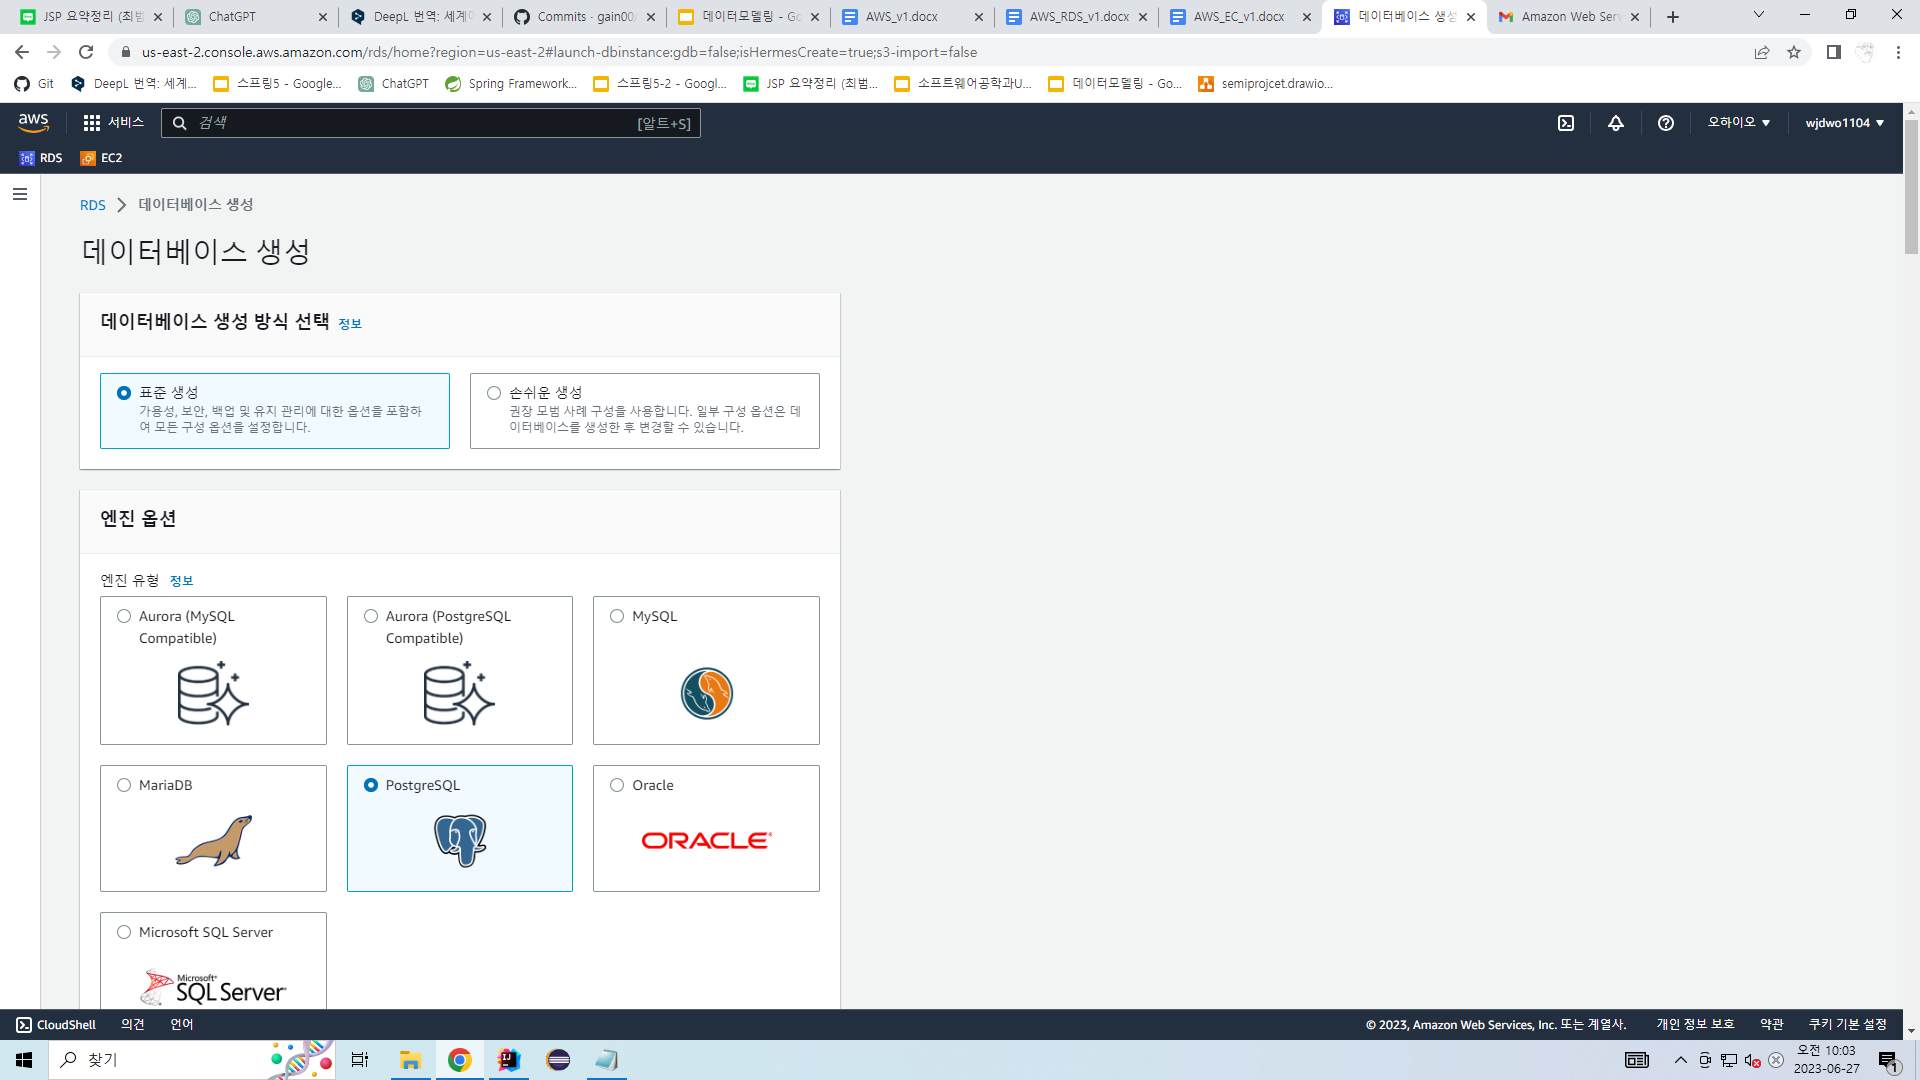 JSP 요약정리 (최범
ChatGPT
DeepL 번역: 세계
Commits · gain00/
데이터모델링 - Go
AWS_v1.docx
AWS_RDS_v1.docx
AWS_EC_v1.docx
데이터베이스 생성
Amazon Web Serv
us-east-2.console.aws.amazon.com/rds/home?region=us-east-2#launch-dbinstance:gdb=false;isHermesCreate=true;s3-import=false
Git
DeepL 번역: 세계...
스프링5 - Google...
ChatGPT
Spring Framework...
스프링5-2 - Googl...
JSP 요약정리 (최범...
소프트웨어공학과U...
데이터모델링 - Go...
semiprojcet.drawio...
aws
서비스
검색
[알트+S]
오하이오
wjdwo1104
RDS
EC2
RDS
데이터베이스 생성
데이터베이스 생성
데이터베이스 생성 방식 선택 정보
표준 생성
가용성, 보안, 백업 및 유지 관리에 대한 옵션을 포함하
여 모든 구성 옵션을 설정합니다.
손쉬운 생성
권장 모범 사례 구성을 사용합니다. 일부 구성 옵션은 데
이터베이스를 생성한 후 변경할 수 있습니다.
엔진 옵션
엔진 유형 정보
Aurora (MySQL
Compatible)
Aurora (PostgreSQL
Compatible)
MySQL
MariaDB
PostgreSQL
Oracle
ORACLE
Microsoft SQL Server
Microsoft
SQL Server
CloudShell
의견
언어
© 2023, Amazon Web Services, Inc. 또는 계열사.
개인 정보 보호
약관
쿠키 기본 설정
찾기
오전 10:03
2023-06-27
1